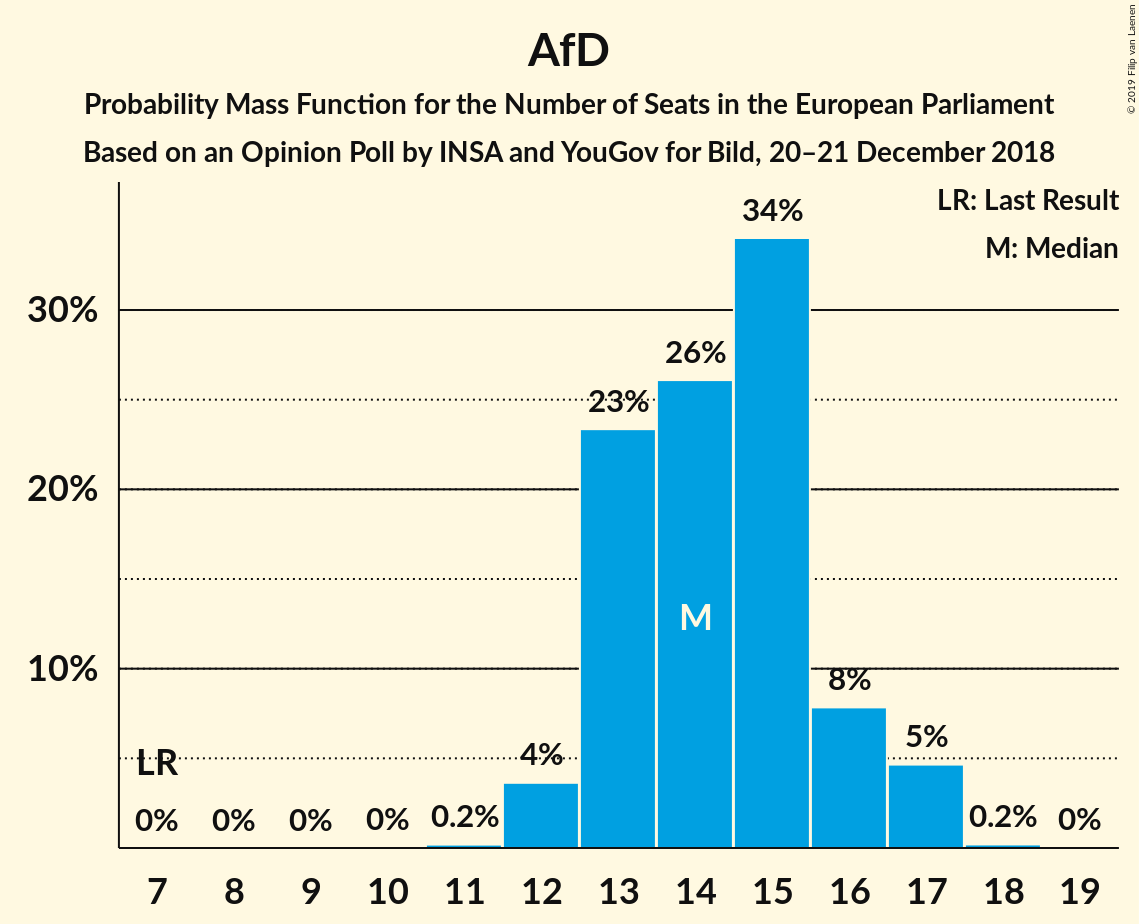 AfD
Probability Mass Function for the Number of Seats in the European Parliament
Based on an Opinion Poll by INSA and YouGov for Bild, 20–21 December 2018
© 2019 Filip van Laenen
LR: Last Result
M: Median
34%
30%
26%
23%
20%
M
10%
8%
5%
4%
LR
0% 0% 0% 0% 0.2% 0.2% 0%
7 8 9 10 11 12 13 14 15 16 17 18 19